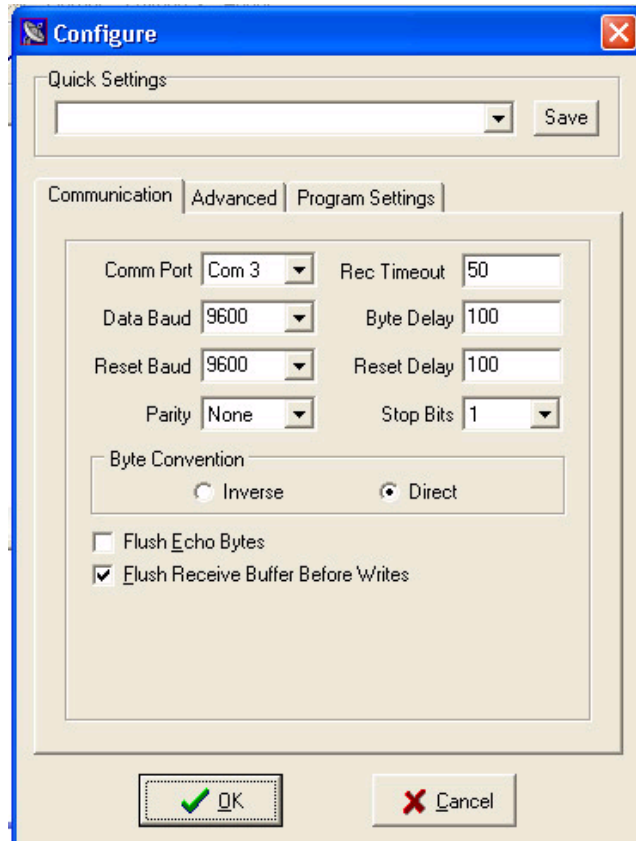 Configure
Quick Settings
Save
Communication Advanced Program Settings
Comm Port Com 3 Rec Timeout 50
Data Baud 9600 Byte Delay 100
Reset Baud 9600 Reset Delay 100
Parity None Stop Bits 1
Byte Convention
Inverse Direct
Flush Echo Bytes
Flush Receive Buffer Before Writes
OK Cancel